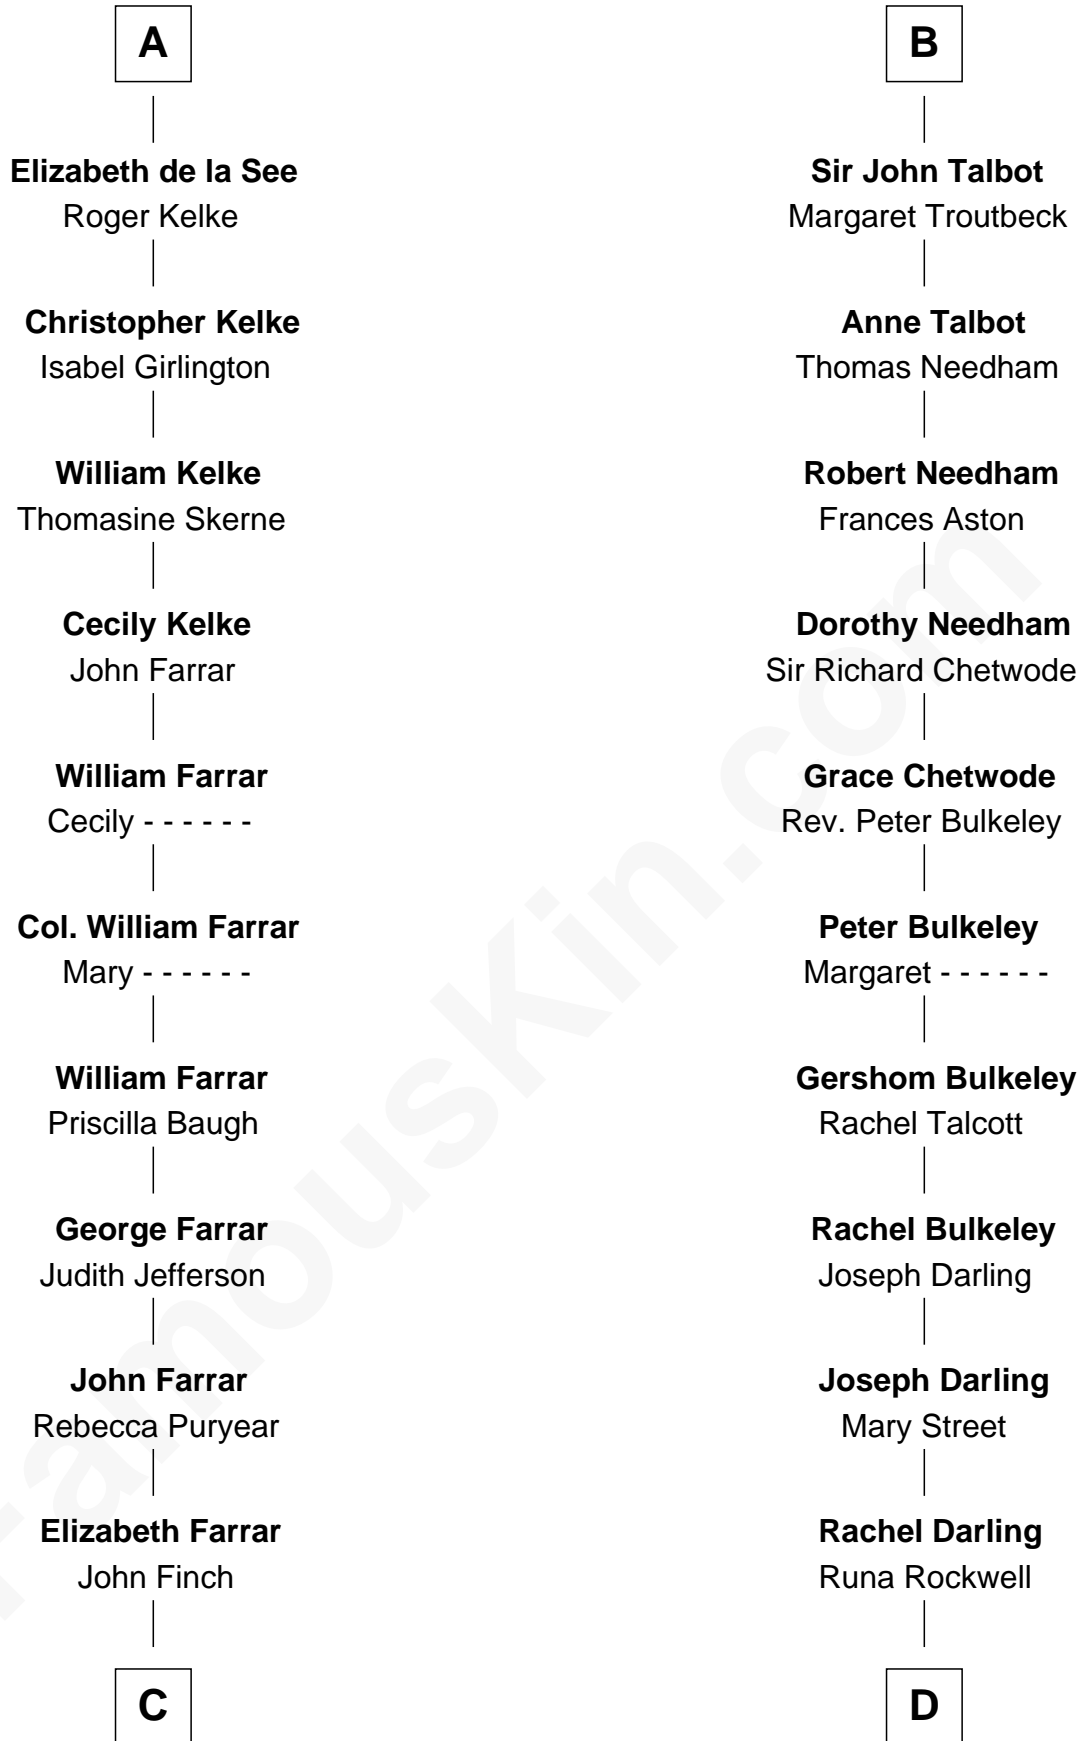 A
Elizabeth de la See
Roger Kelke
Christopher Kelke
Isabel Girlington
William Kelke
Thomasine Skerne
Cecily Kelke
John Farrar
William Farrar
Cecily - - - - - -
Col. William Farrar
Mary - - - - - -
William Farrar
Priscilla Baugh
George Farrar
Judith Jefferson
John Farrar
Rebecca Puryear
Elizabeth Farrar
John Finch
C
B
Sir John Talbot
Margaret Troutbeck
Anne Talbot
Thomas Needham
Robert Needham
Frances Aston
Dorothy Needham
Sir Richard Chetwode
Grace Chetwode
Rev. Peter Bulkeley
Peter Bulkeley
Margaret - - - - - -
Gershom Bulkeley
Rachel Talcott
Rachel Bulkeley
Joseph Darling
Joseph Darling
Mary Street
Rachel Darling
Runa Rockwell
D
FamousKin.com